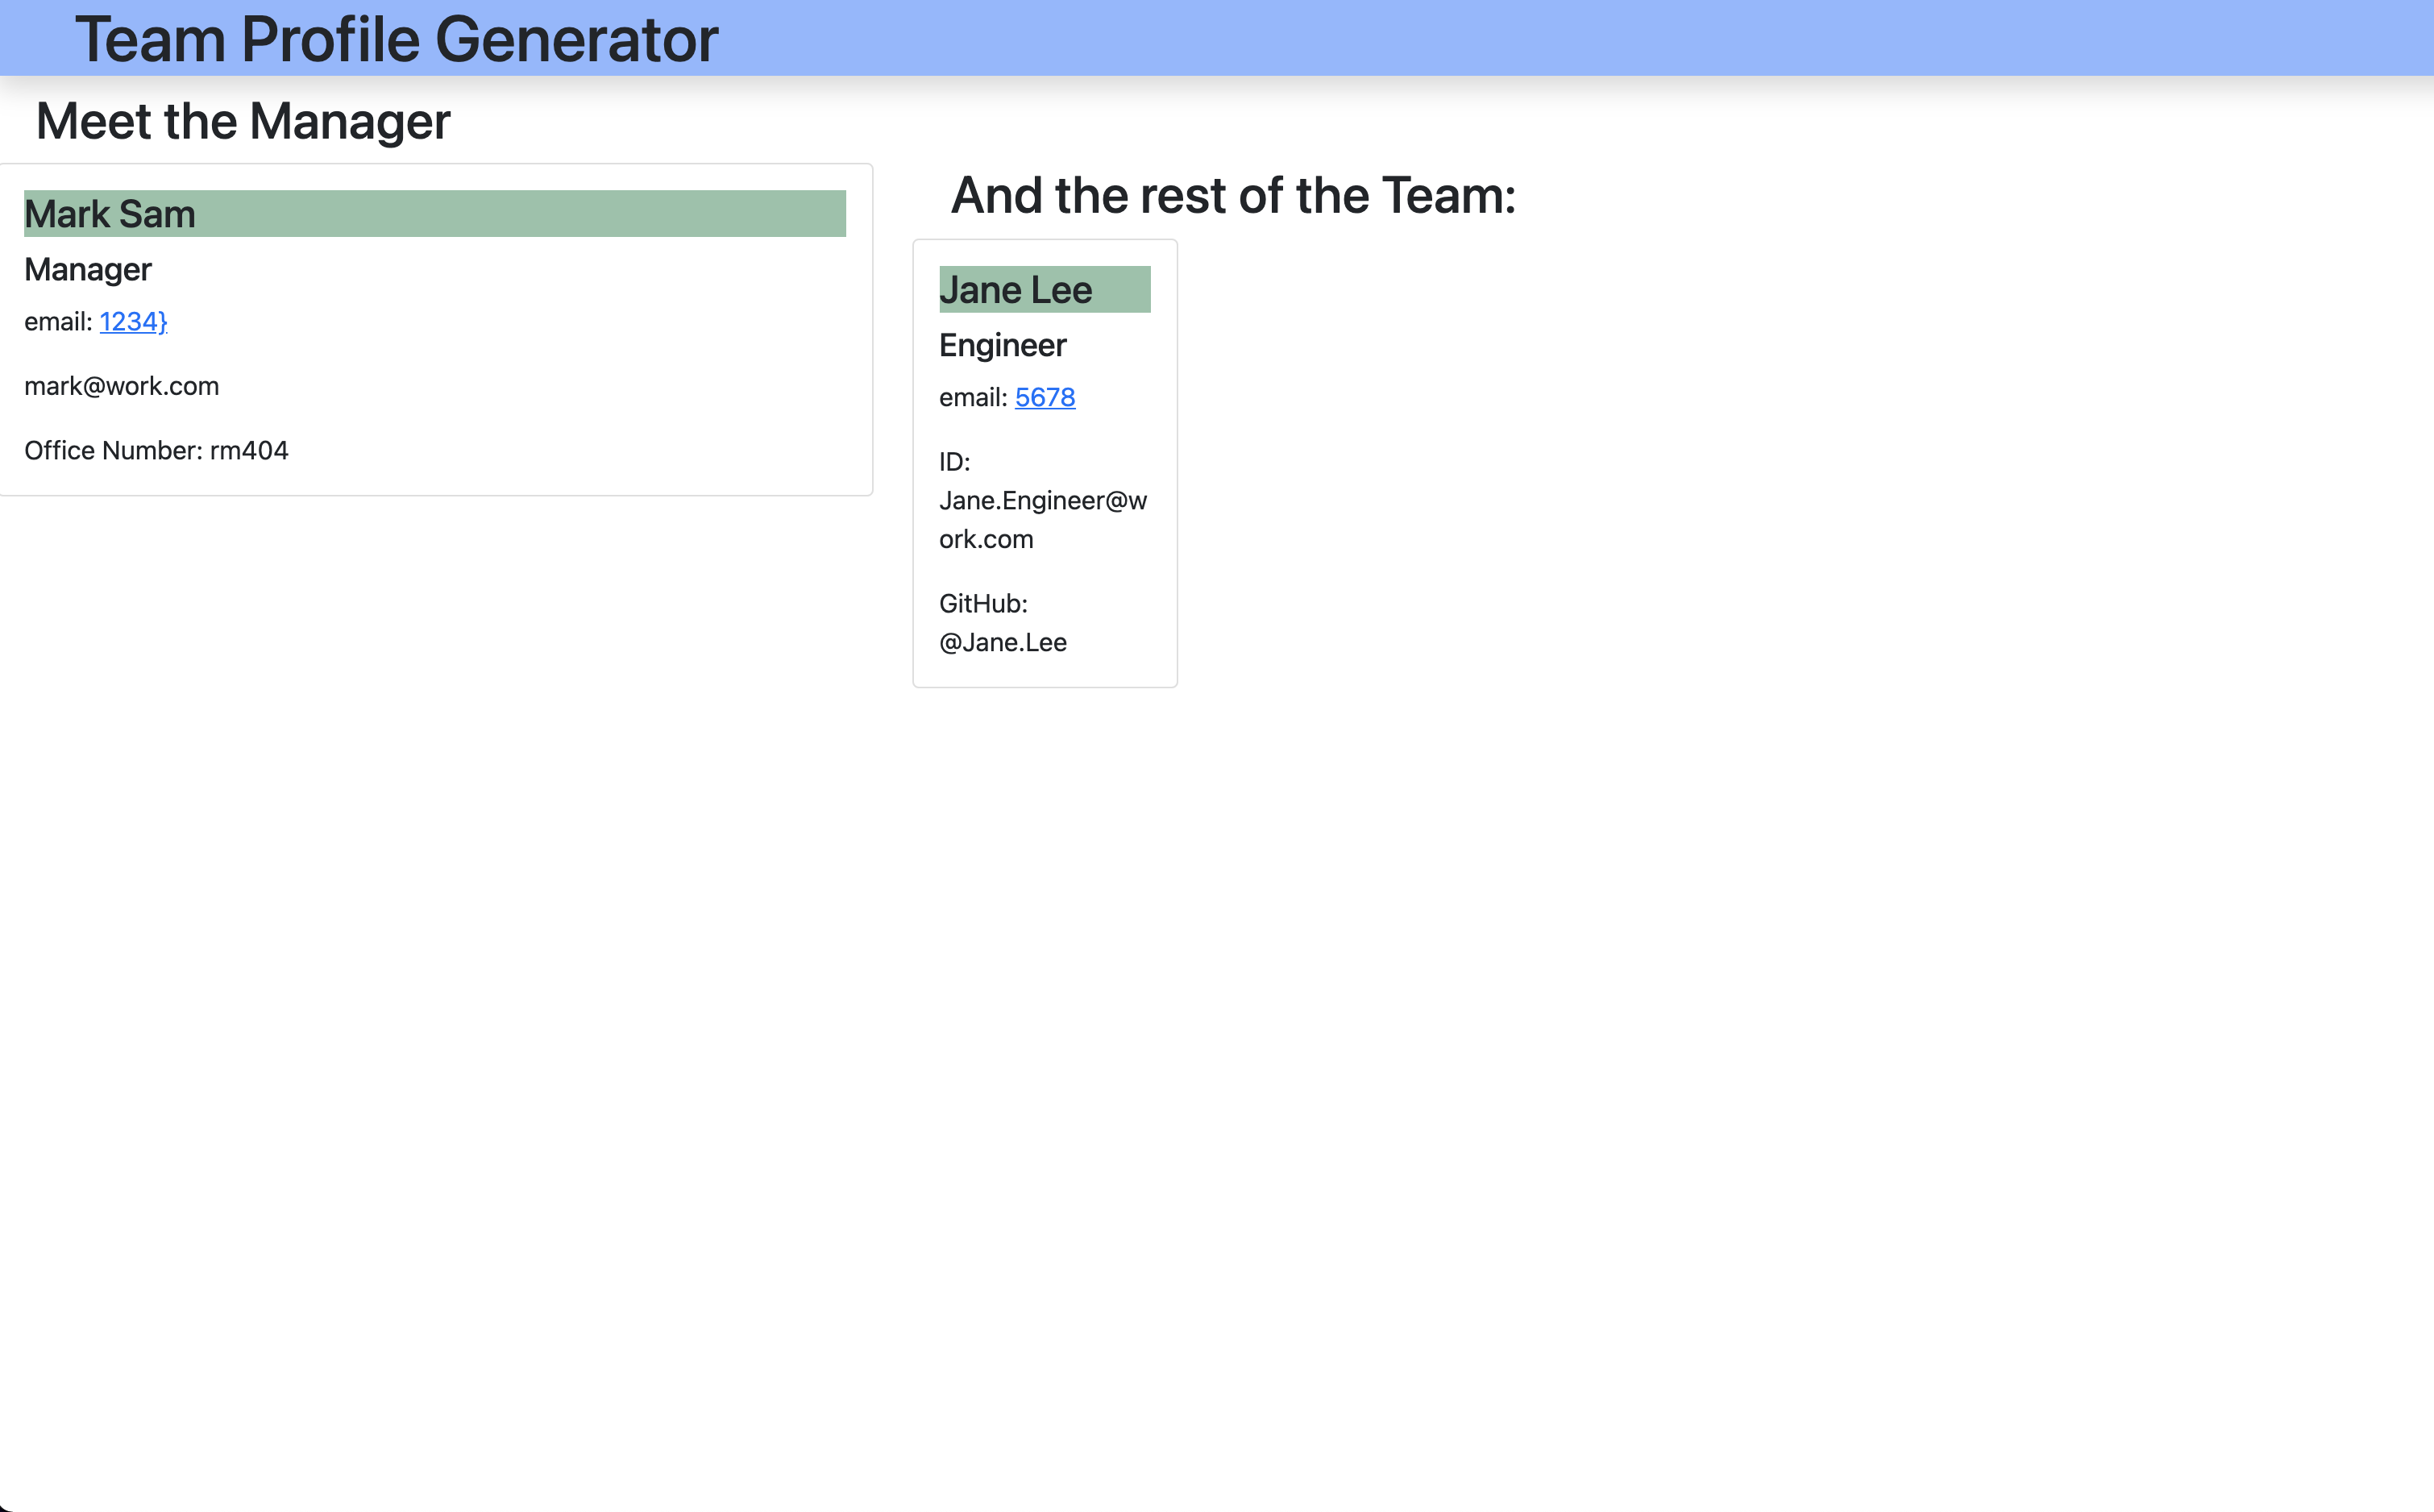 Team Profile Generator
Meet the Manager
Mark Sam
Manager
email: 1234}
mark@work.com
Office Number: rm404
And the rest of the Team:
Jane Lee
Engineer
email: 5678
ID:
Jane.Engineer@w
ork.com
GitHub:
@Jane.Lee